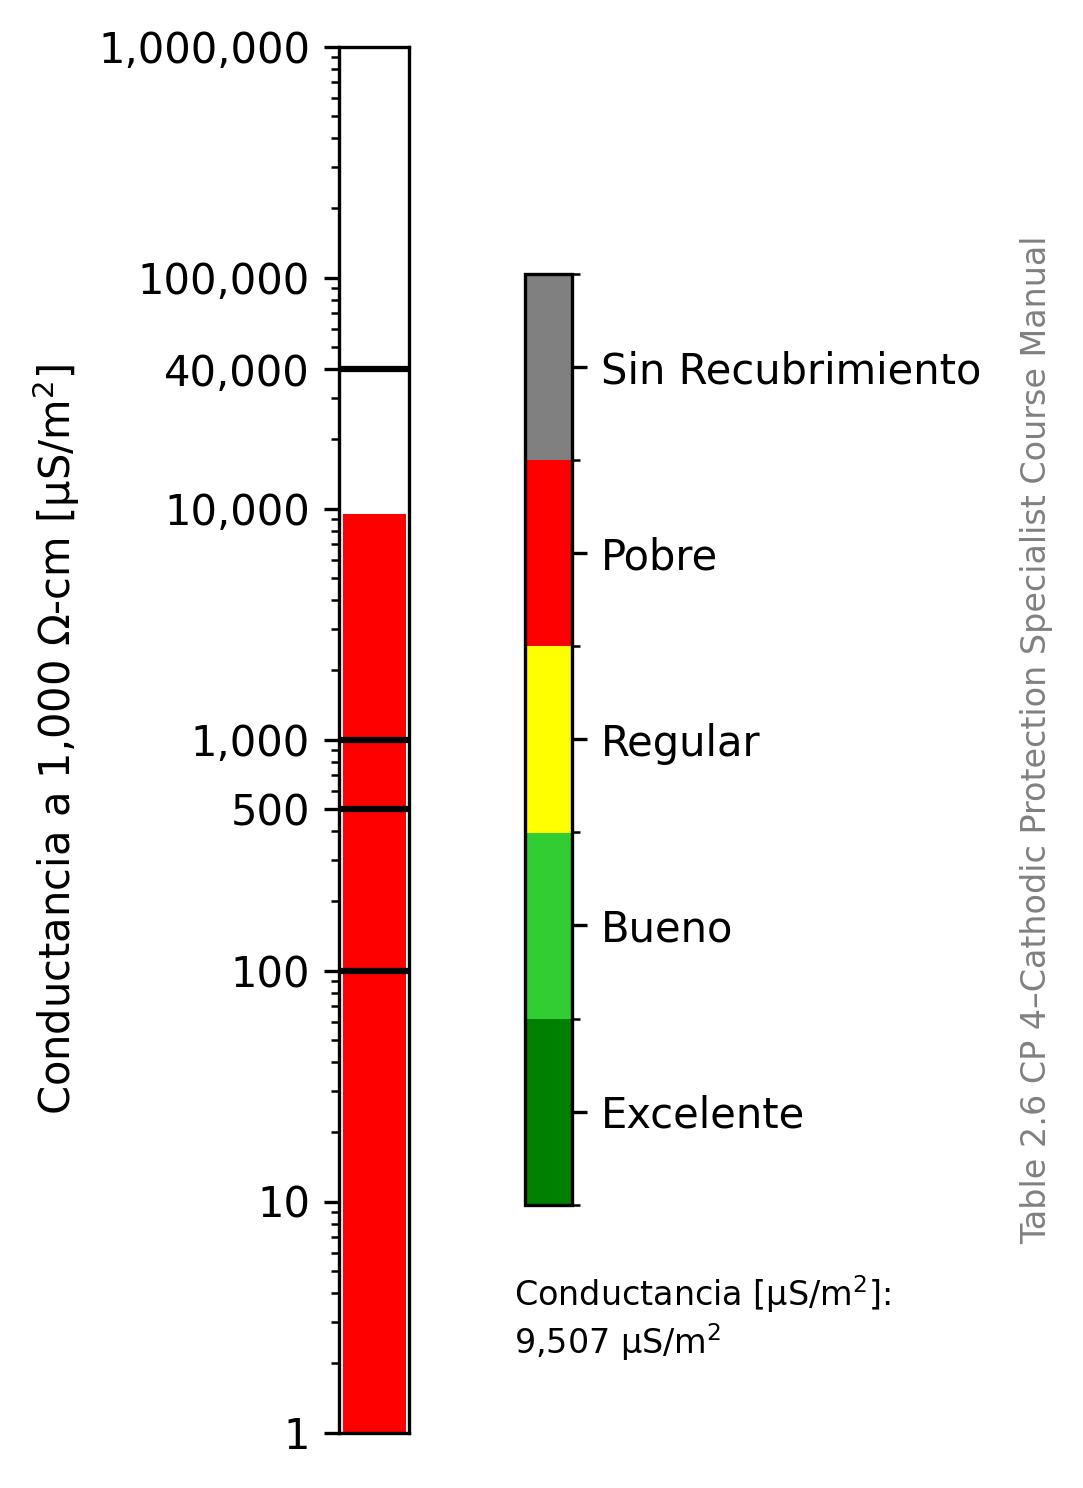 Conductancia a 1,000 Ω-cm [µS/m²]
1,000,000
100,000
40,000
10,000
1,000
500
100
10
1
Sin Recubrimiento
Pobre
Regular
Bueno
Excelente
Conductancia [µS/m²]:
9,507 µS/m²
Table 2.6 CP 4–Cathodic Protection Specialist Course Manual